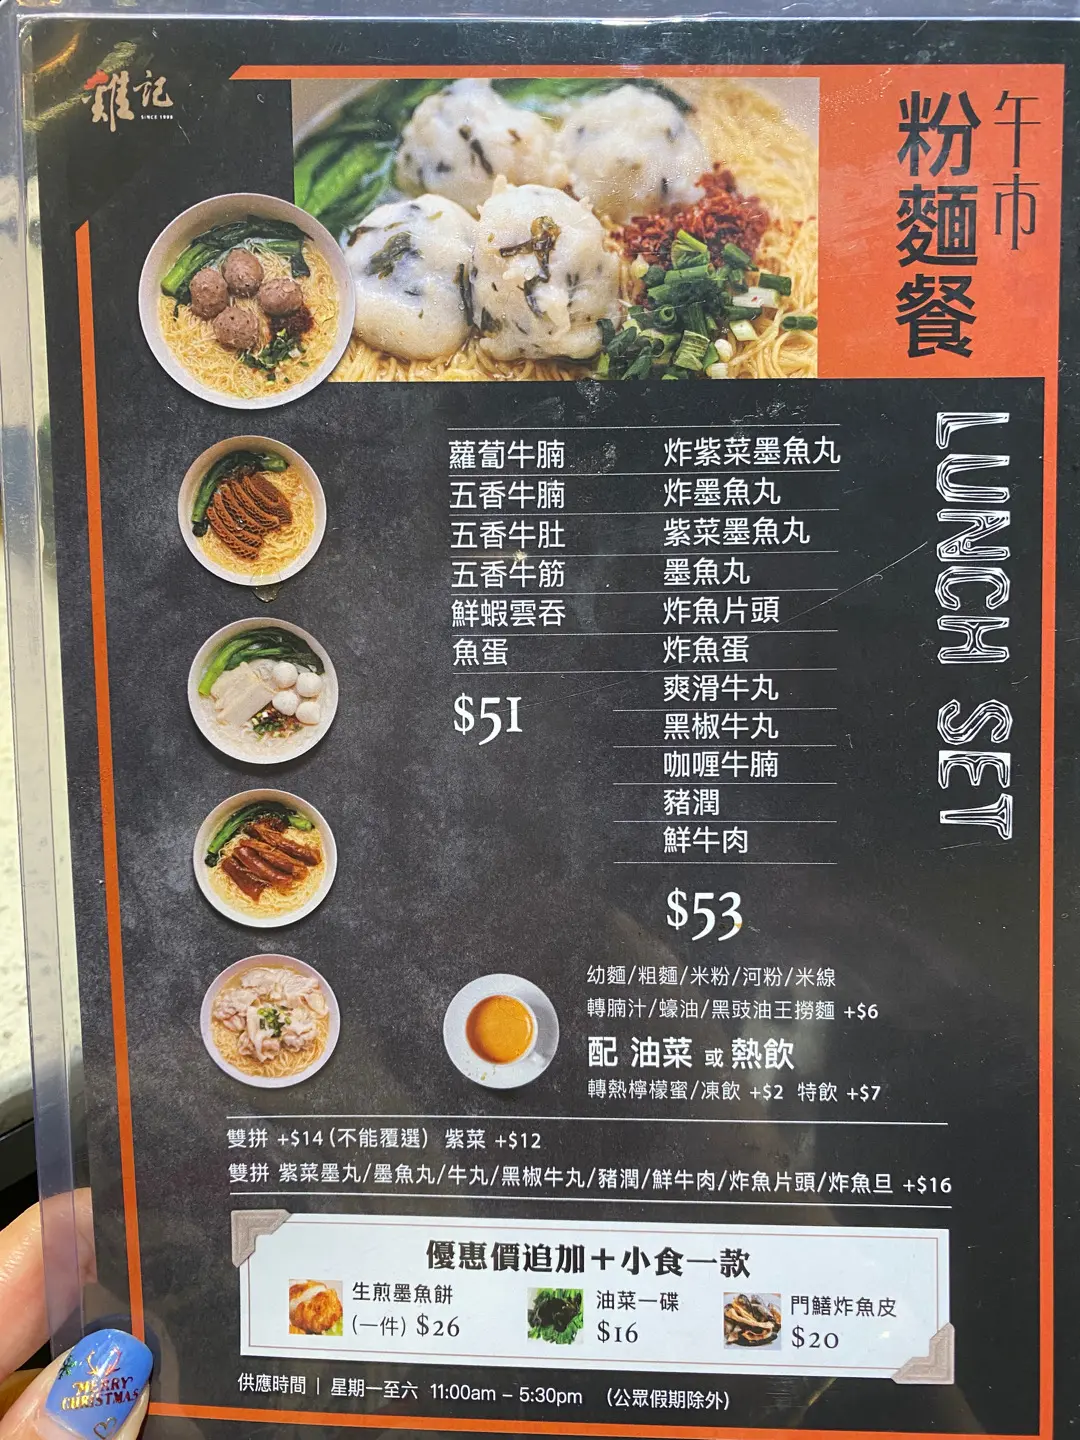 雞記
SINCE 1998
午市
粉麵餐
LUNCH SET
蘿蔔牛腩
五香牛腩
五香牛肚
五香牛筋
鮮蝦雲吞
魚蛋
$51
炸紫菜墨魚丸
炸墨魚丸
紫菜墨魚丸
墨魚丸
炸魚片頭
炸魚蛋
爽滑牛丸
黑椒牛丸
咖喱牛腩
豬潤
鮮牛肉
$53
幼麵/粗麵/米粉/河粉/米線
轉腩汁/蠔油/黑豉油王撈麵 +$6
配 油菜 或 熱飲
轉熱檸檬蜜/凍飲 +$2 特飲 +$7
雙拼 +$14 (不能覆選) 紫菜 +$12
雙拼 紫菜墨丸/墨魚丸/牛丸/黑椒牛丸/豬潤/鮮牛肉/炸魚片頭/炸魚旦 +$16
優惠價追加+小食一款
生煎墨魚餅
(一件) $26
油菜一碟
$16
門鱔炸魚皮
$20
供應時間 | 星期一至六 11:00am – 5:30pm (公眾假期除外)
MERRY
CHRISTMAS